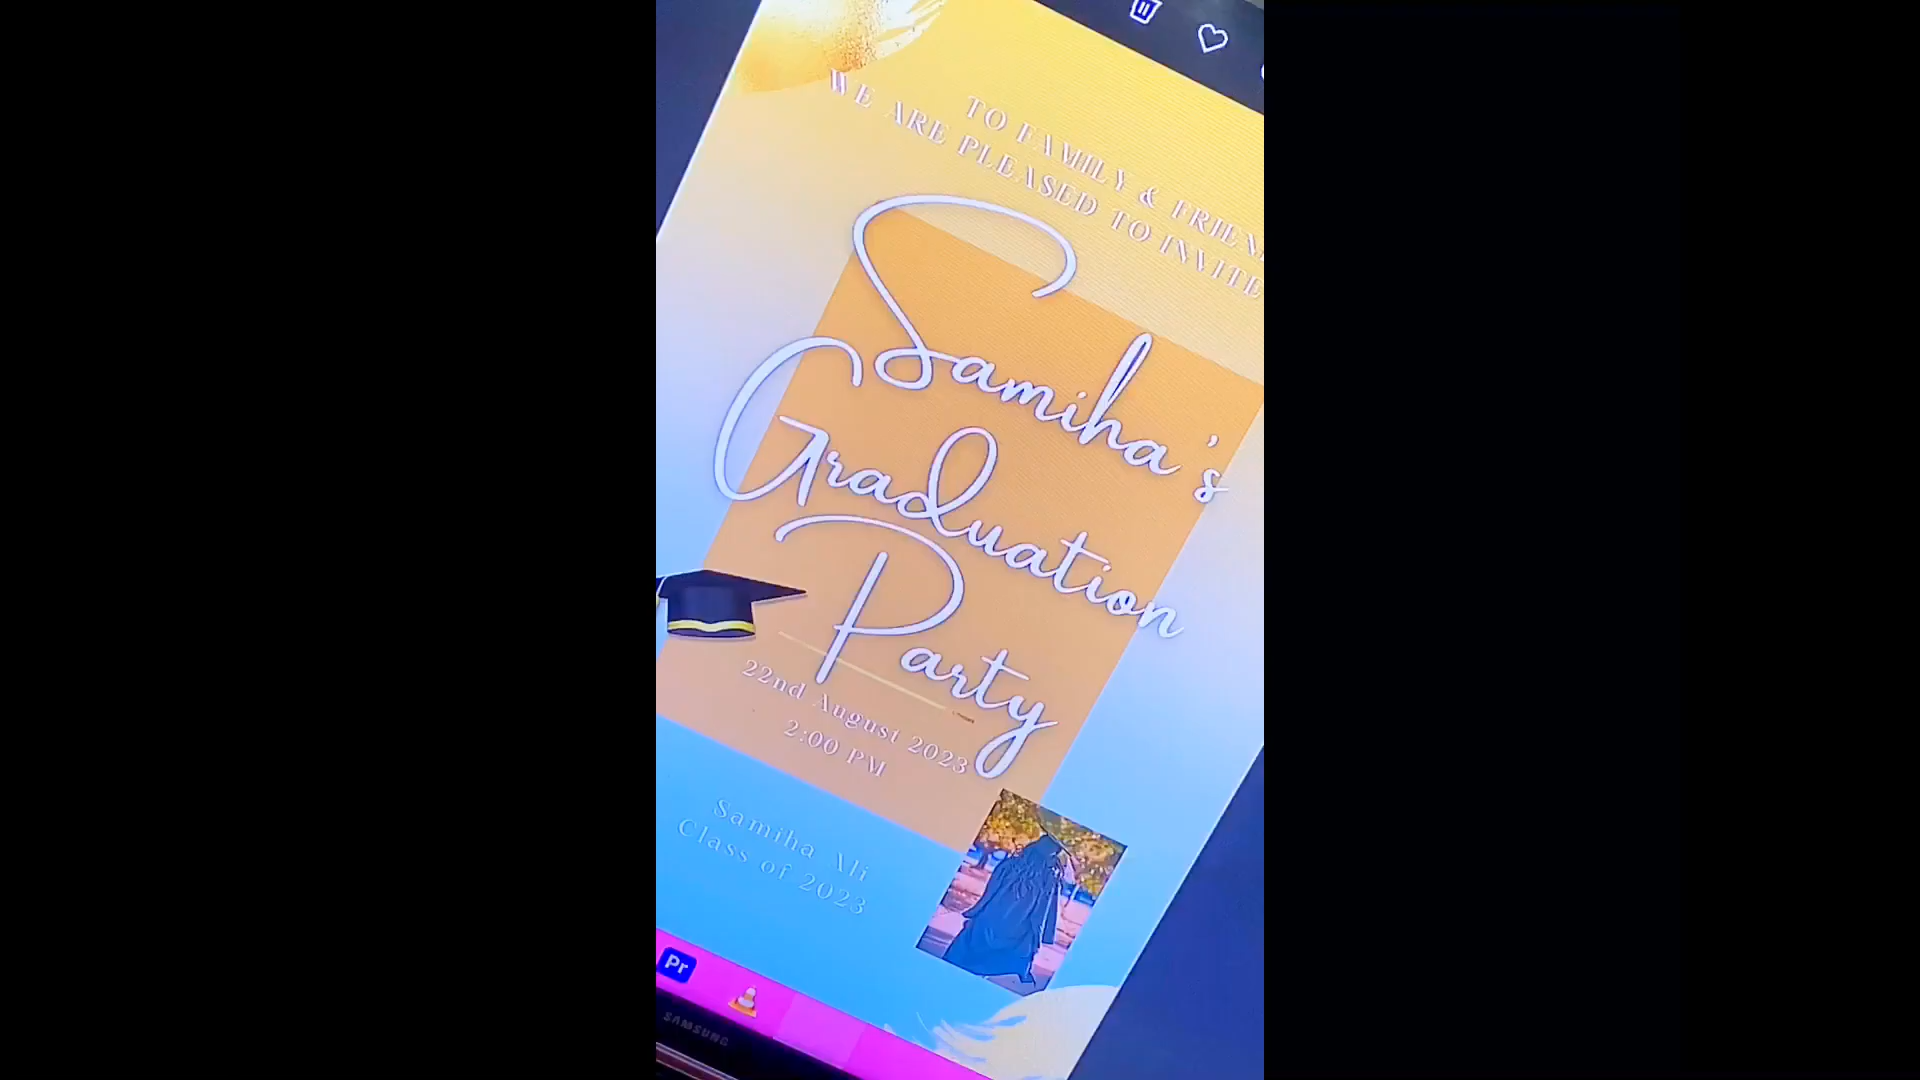 TO FAMILY & FRIEN
WE ARE PLEASED TO INVITE
Samiha's
Graduation
Party
22nd August 2023
2:00 PM
Samiha Ali
Class of 2023
Pr
SAMSUNG